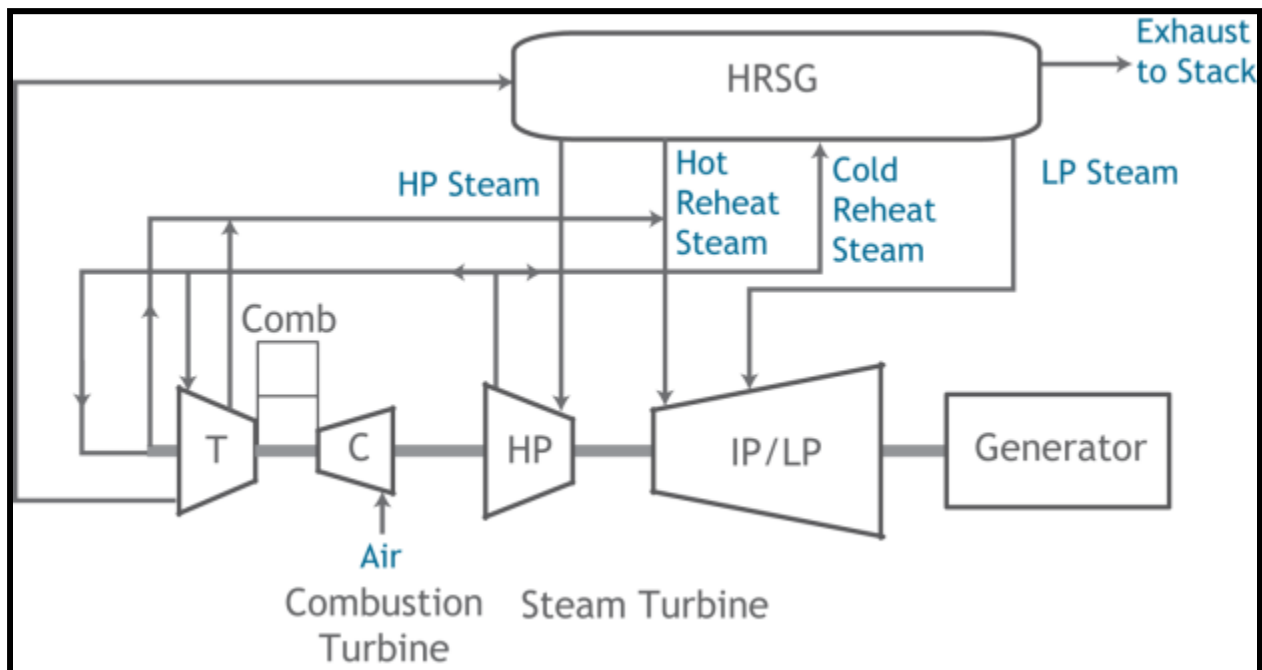 Exhaust
to Stack
HRSG
HP Steam
Hot
Reheat
Steam
Cold
Reheat
Steam
LP Steam
Comb
T
C
HP
IP/LP
Generator
Air
Combustion
Turbine
Steam Turbine